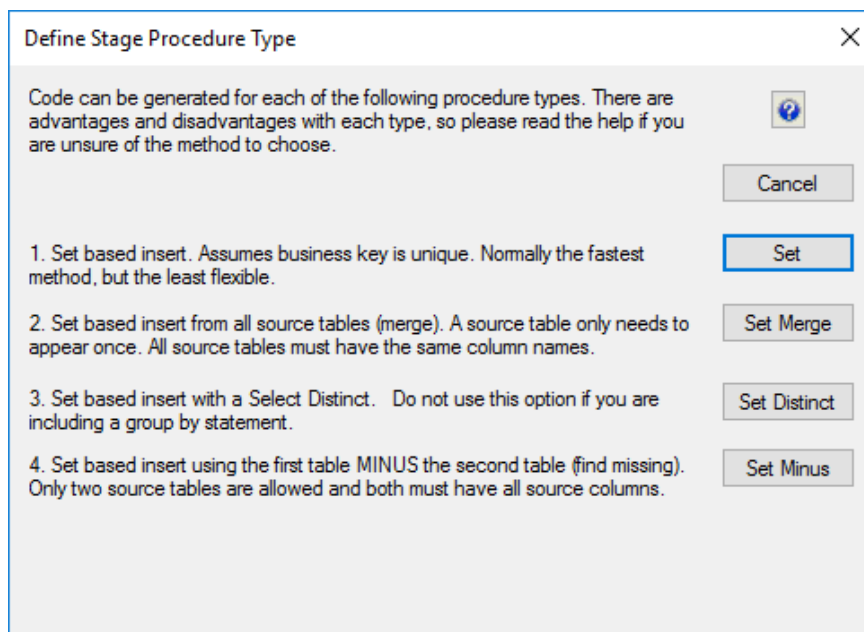 Define Stage Procedure Type
Code can be generated for each of the following procedure types. There are
advantages and disadvantages with each type, so please read the help if you
are unsure of the method to choose.
Cancel
1. Set based insert. Assumes business key is unique. Normally the fastest
method, but the least flexible.
Set
2. Set based insert from all source tables (merge). A source table only needs to
appear once. All source tables must have the same column names.
Set Merge
3. Set based insert with a Select Distinct.   Do not use this option if you are
including a group by statement.
Set Distinct
4. Set based insert using the first table MINUS the second table (find missing).
Only two source tables are allowed and both must have all source columns.
Set Minus